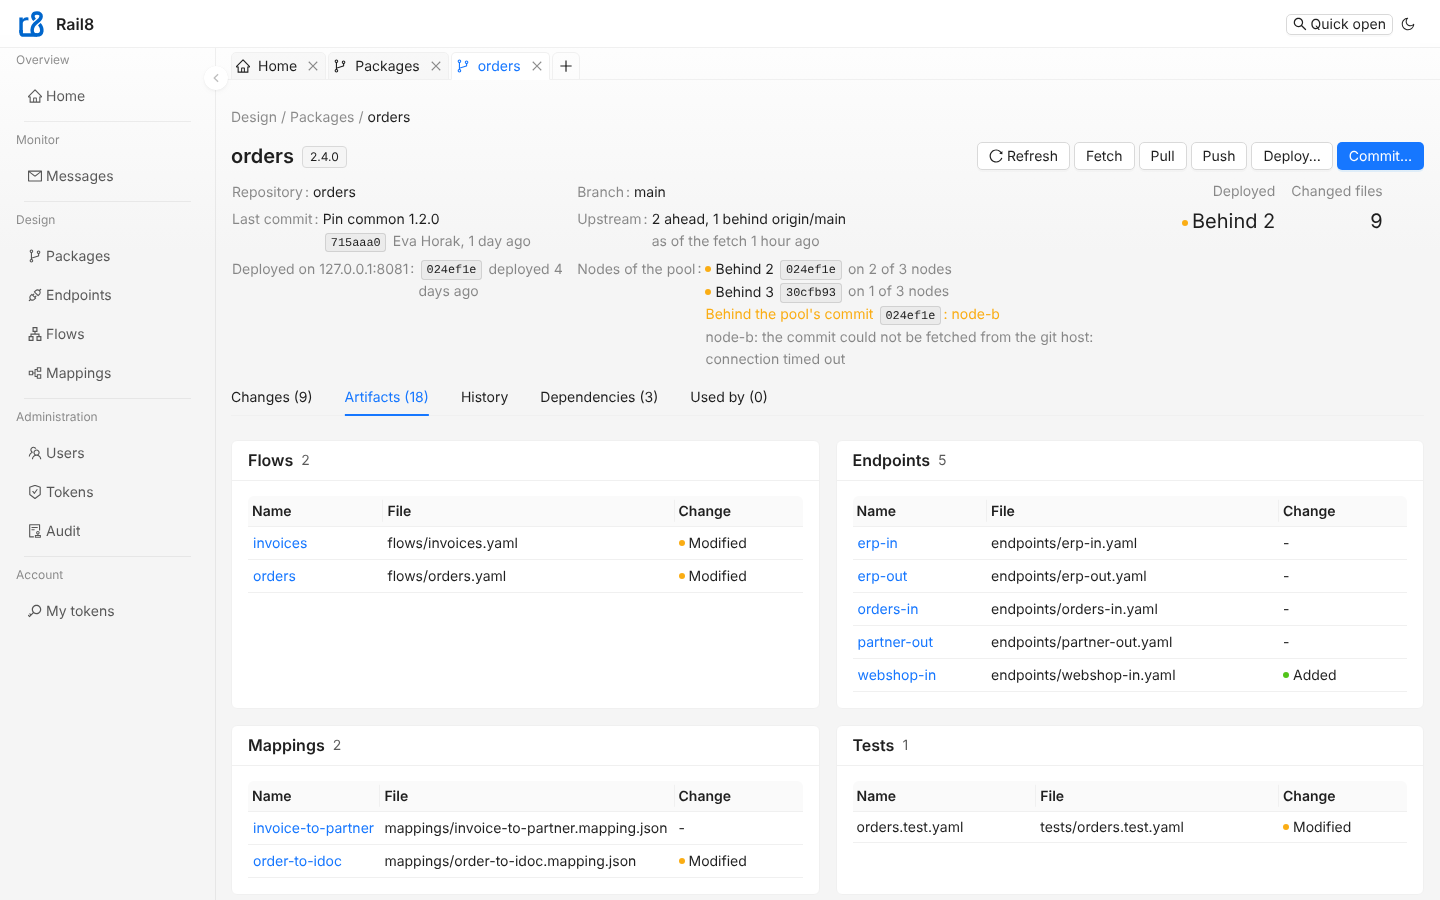 r8 Rail8
Quick open
Overview
Home
Monitor
Messages
Design
Packages
Endpoints
Flows
Mappings
Administration
Users
Tokens
Audit
Account
My tokens
Home
Packages
orders
Design / Packages / orders
orders 2.4.0
Refresh
Fetch
Pull
Push
Deploy...
Commit...
Repository: orders
Branch: main
Last commit: Pin common 1.2.0
715aaa0 Eva Horak, 1 day ago
Upstream: 2 ahead, 1 behind origin/main
as of the fetch 1 hour ago
Deployed on 127.0.0.1:8081: 024ef1e deployed 4
days ago
Nodes of the pool: Behind 2 024ef1e on 2 of 3 nodes
Behind 3 30cfb93 on 1 of 3 nodes
Behind the pool's commit 024ef1e: node-b
node-b: the commit could not be fetched from the git host:
connection timed out
Deployed
Behind 2
Changed files
9
Changes (9)
Artifacts (18)
History
Dependencies (3)
Used by (0)
Flows 2
Name File Change
invoices flows/invoices.yaml Modified
orders flows/orders.yaml Modified
Endpoints 5
Name File Change
erp-in endpoints/erp-in.yaml -
erp-out endpoints/erp-out.yaml -
orders-in endpoints/orders-in.yaml -
partner-out endpoints/partner-out.yaml -
webshop-in endpoints/webshop-in.yaml Added
Mappings 2
Name File Change
invoice-to-partner mappings/invoice-to-partner.mapping.json -
order-to-idoc mappings/order-to-idoc.mapping.json Modified
Tests 1
Name File Change
orders.test.yaml tests/orders.test.yaml Modified